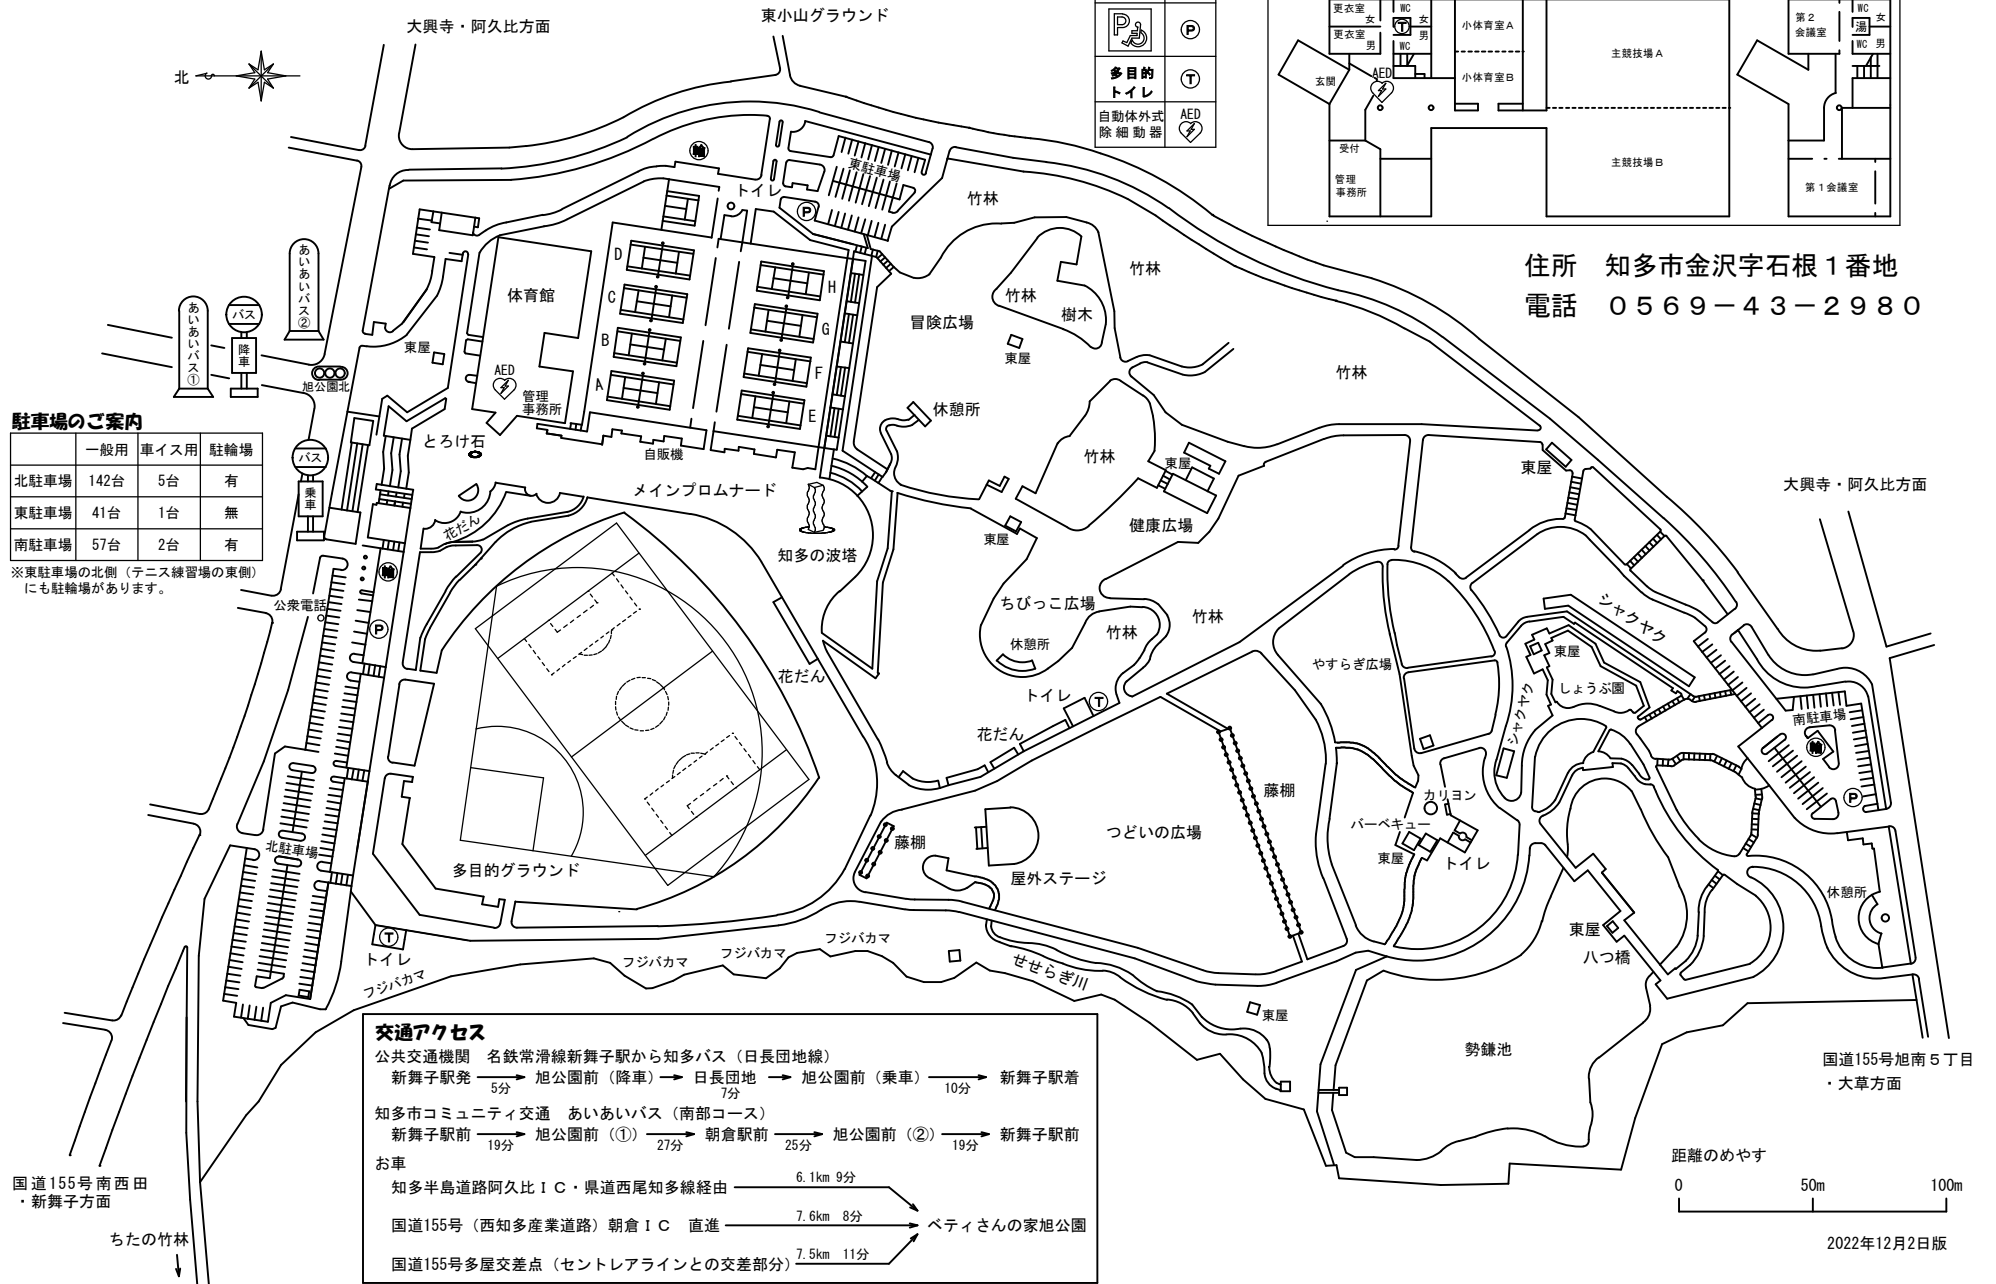 大興寺・阿久比方面
東小山グラウンド
北
P
P
多目的
トイレ
T
自動体外式
除細動器
AED
更衣室
女
更衣室
男
WC
女
T
男
WC
小体育室A
小体育室B
主競技場A
主競技場B
玄関
AED
受付
管理
事務所
第2
会議室
WC
女
湯
WC 男
第1会議室
住所 知多市金沢字石根1番地
電話 0569-43-2980
輪
トイレ
P
東駐車場
竹林
竹林
竹林
樹木
冒険広場
東屋
休憩所
竹林
竹林
東屋
健康広場
東屋
ちびっこ広場
休憩所
竹林
竹林
体育館
D
C
B
A
H
G
F
E
AED
管理
事務所
東屋
とろけ石
自販機
メインプロムナード
知多の波塔
花だん
花だん
花だん
トイレ
T
あいあいバス②
あいあいバス①
バス
降車
旭公園北
バス
乗車
駐車場のご案内
一般用 車イス用 駐輪場
北駐車場 142台 5台 有
東駐車場 41台 1台 無
南駐車場 57台 2台 有
※東駐車場の北側(テニス練習場の東側)
にも駐輪場があります。
公衆電話
輪
P
北駐車場
多目的グラウンド
T
トイレ
フジバカマ
フジバカマ
フジバカマ
フジバカマ
藤棚
屋外ステージ
つどいの広場
藤棚
せせらぎ川
東屋
やすらぎ広場
カリヨン
バーベキュー
東屋
トイレ
東屋
シャクヤク
シャクヤク
東屋
しょうぶ園
南駐車場
輪
P
大興寺・阿久比方面
休憩所
東屋
八つ橋
勢鎌池
国道155号旭南5丁目
・大草方面
国道155号南西田
・新舞子方面
ちたの竹林
交通アクセス
公共交通機関 名鉄常滑線新舞子駅から知多バス(日長団地線)
新舞子駅発 → 旭公園前(降車) → 日長団地 → 旭公園前(乗車) → 新舞子駅着
5分 7分 10分
知多市コミュニティ交通 あいあいバス(南部コース)
新舞子駅前 → 旭公園前(①) → 朝倉駅前 → 旭公園前(②) → 新舞子駅前
19分 27分 25分 19分
お車
知多半島道路阿久比IC・県道西尾知多線経由 6.1km 9分
国道155号(西知多産業道路)朝倉IC 直進 7.6km 8分 ベティさんの家旭公園
国道155号多屋交差点(セントレアラインとの交差部分) 7.5km 11分
距離のめやす
0 50m 100m
2022年12月2日版